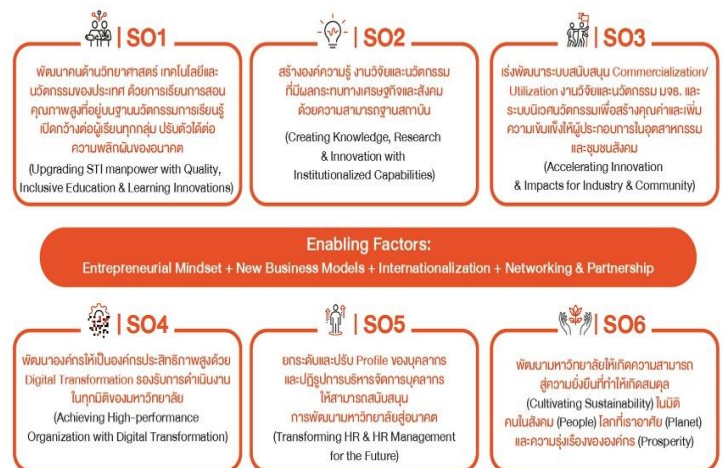 SO1
พัฒนาคนด้านวิทยาศาสตร์ เทคโนโลยีและ
นวัตกรรมของประเทศ ด้วยการเรียนการสอน
คุณภาพสูงที่อยู่บนฐานนวัตกรรมการเรียนรู้
เปิดกว้างต่อผู้เรียนทุกกลุ่ม ปรับตัวได้ต่อ
ความพลิกผันของอนาคต
(Upgrading STI manpower with Quality,
Inclusive Education & Learning Innovations)
SO2
สร้างองค์ความรู้ งานวิจัยและนวัตกรรม
ที่มีผลกระทบทางเศรษฐกิจและสังคม
ด้วยความสามารถฐานสถาบัน
(Creating Knowledge, Research
& Innovation with
Institutionalized Capabilities)
SO3
เร่งพัฒนาระบบสนับสนุน Commercialization/
Utilization งานวิจัยและนวัตกรรม มจธ. และ
ระบบนิเวศนวัตกรรมเพื่อสร้างคุณค่าและเพิ่ม
ความเข้มแข็งให้ผู้ประกอบการในอุตสาหกรรม
และชุมชนสังคม
(Accelerating Innovation
& Impacts for Industry & Community)
Enabling Factors:
Entrepreneurial Mindset + New Business Models + Internationalization + Networking & Partnership
SO4
พัฒนาองค์กรให้เป็นองค์กรประสิทธิภาพสูงด้วย
Digital Transformation รองรับการดำเนินงาน
ในทุกมิติของมหาวิทยาลัย
(Achieving High-performance
Organization with Digital Transformation)
SO5
ยกระดับและปรับ Profile ของบุคลากร
และปฏิรูปการบริหารจัดการบุคลากร
ให้สามารถสนับสนุน
การพัฒนามหาวิทยาลัยสู่อนาคต
(Transforming HR & HR Management
for the Future)
SO6
พัฒนามหาวิทยาลัยให้เกิดความสามารถ
สู่ความยั่งยืนที่ทำให้เกิดสมดุล
(Cultivating Sustainability) ในมิติ
คนในสังคม (People) โลกที่เราอาศัย (Planet)
และความรุ่งเรืองขององค์กร (Prosperity)